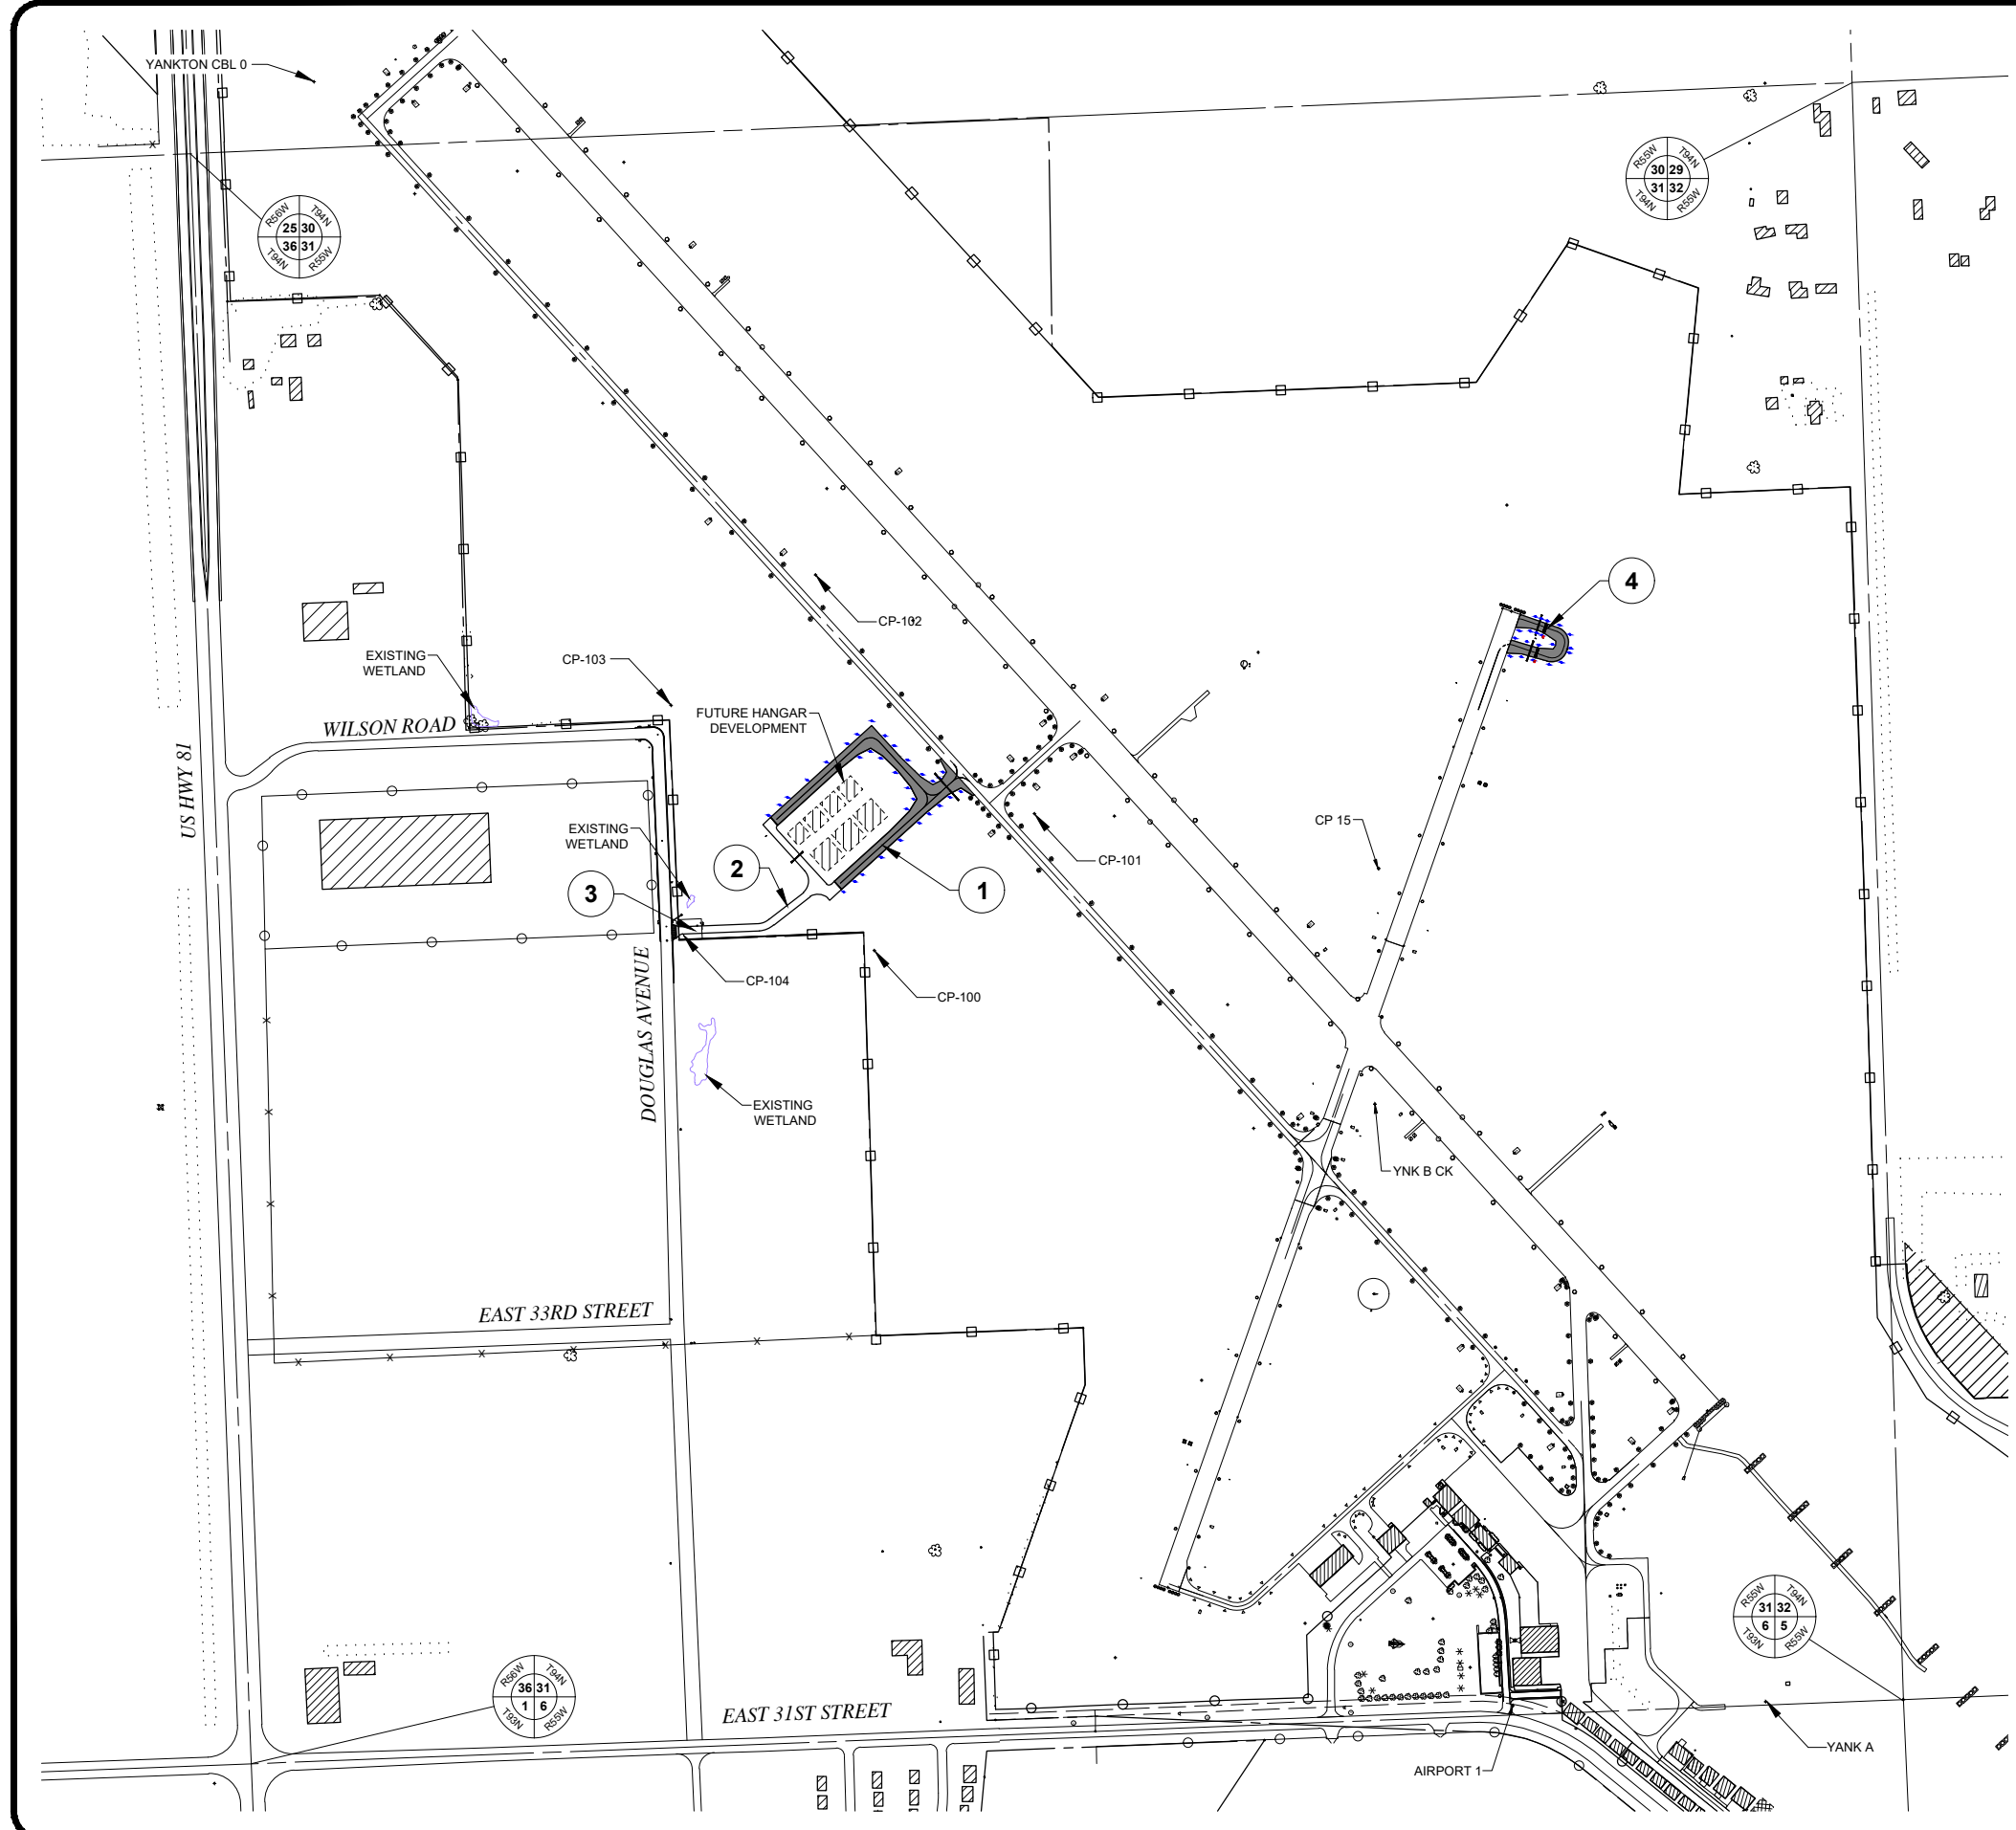 YANKTON CBL 0
R56W
T94N
25 30
36 31
T94N
R55W
R55W
T94N
30 29
31 32
T94N
R55W
4
CP-102
EXISTING
WETLAND
CP-103
FUTURE HANGAR
DEVELOPMENT
WILSON ROAD
US HWY 81
CP 15
EXISTING
WETLAND
2
CP-101
1
3
DOUGLAS AVENUE
CP-104
CP-100
EXISTING
WETLAND
YNK B CK
EAST 33RD STREET
R55W
T94N
31 32
6 5
T93N
R55W
R56W
T94N
36 31
1 6
T93N
R55W
EAST 31ST STREET
YANK A
AIRPORT 1